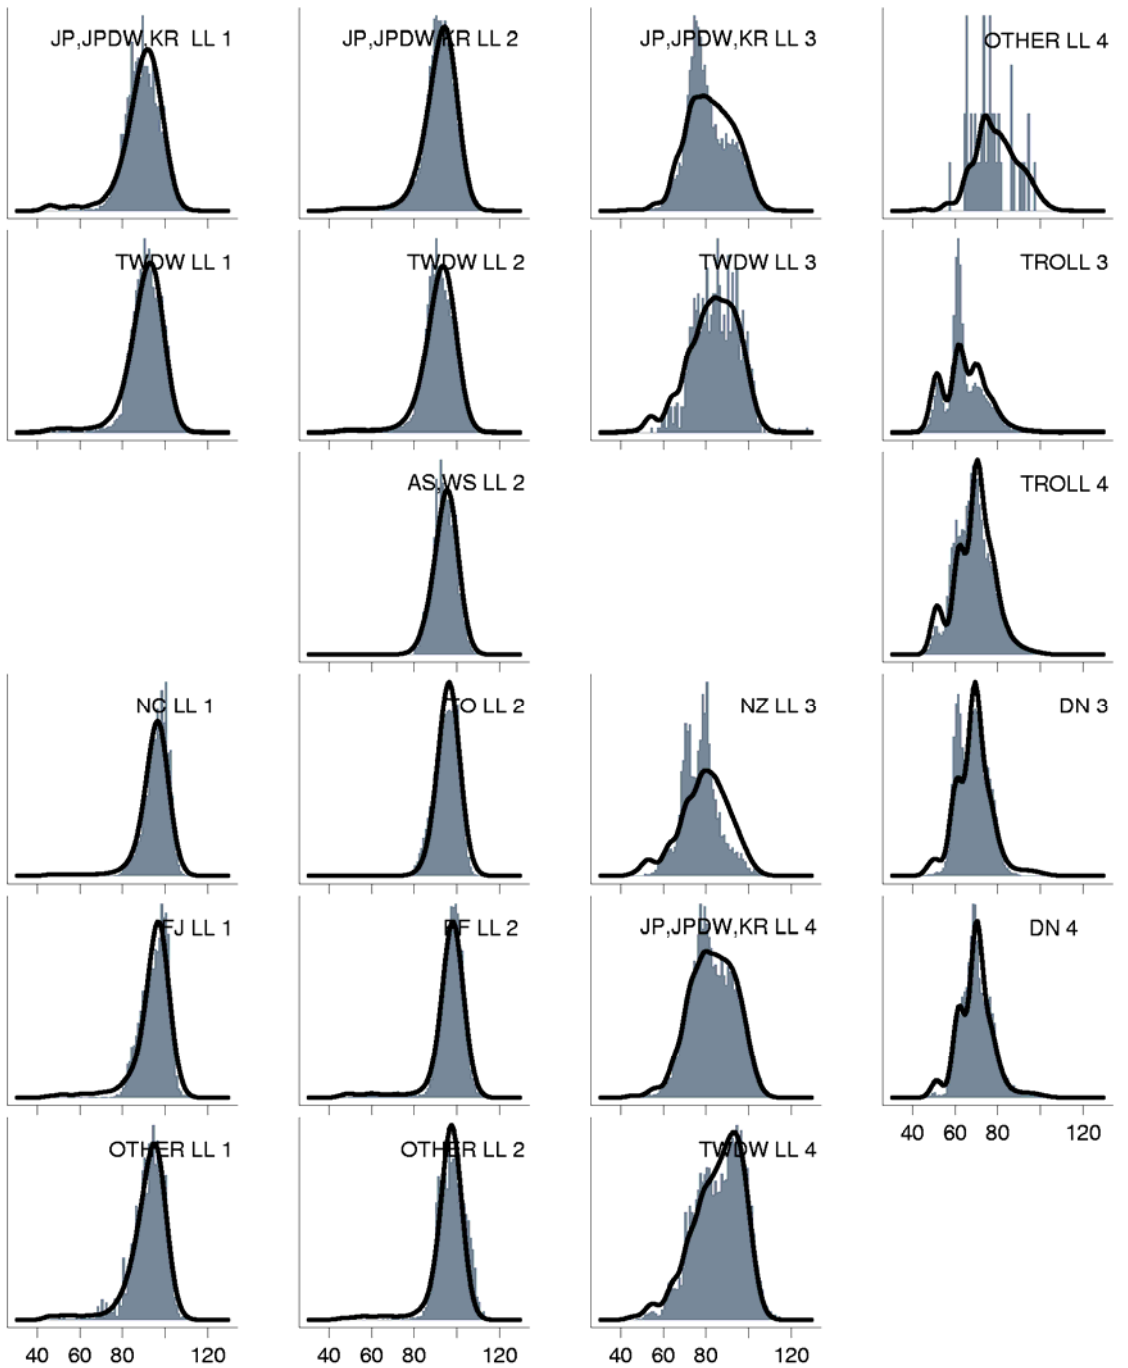 JP,JPDW,KR LL 1
JP,JPDW,KR LL 2
JP,JPDW,KR LL 3
OTHER LL 4
TWDW LL 1
TWDW LL 2
TWDW LL 3
TROLL 3
AS,WS LL 2
TROLL 4
NC LL 1
TO LL 2
NZ LL 3
DN 3
FJ LL 1
PF LL 2
JP,JPDW,KR LL 4
DN 4
40 60 80 120
OTHER LL 1
OTHER LL 2
TWDW LL 4
40 60 80 120
40 60 80 120
40 60 80 120